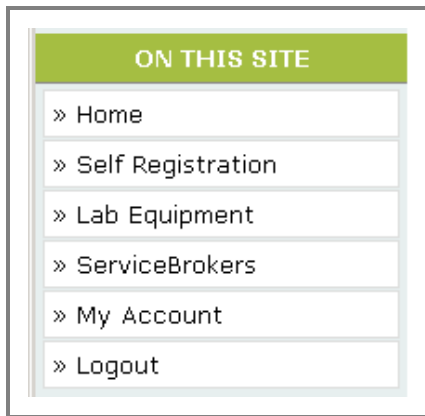 ON THIS SITE
» Home
» Self Registration
» Lab Equipment
» ServiceBrokers
» My Account
» Logout